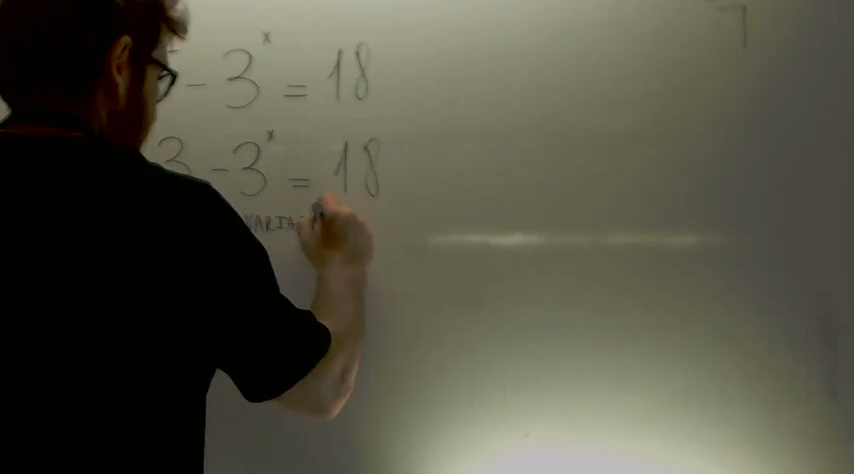 - 3ˣ = 18
3 - 3ˣ = 18